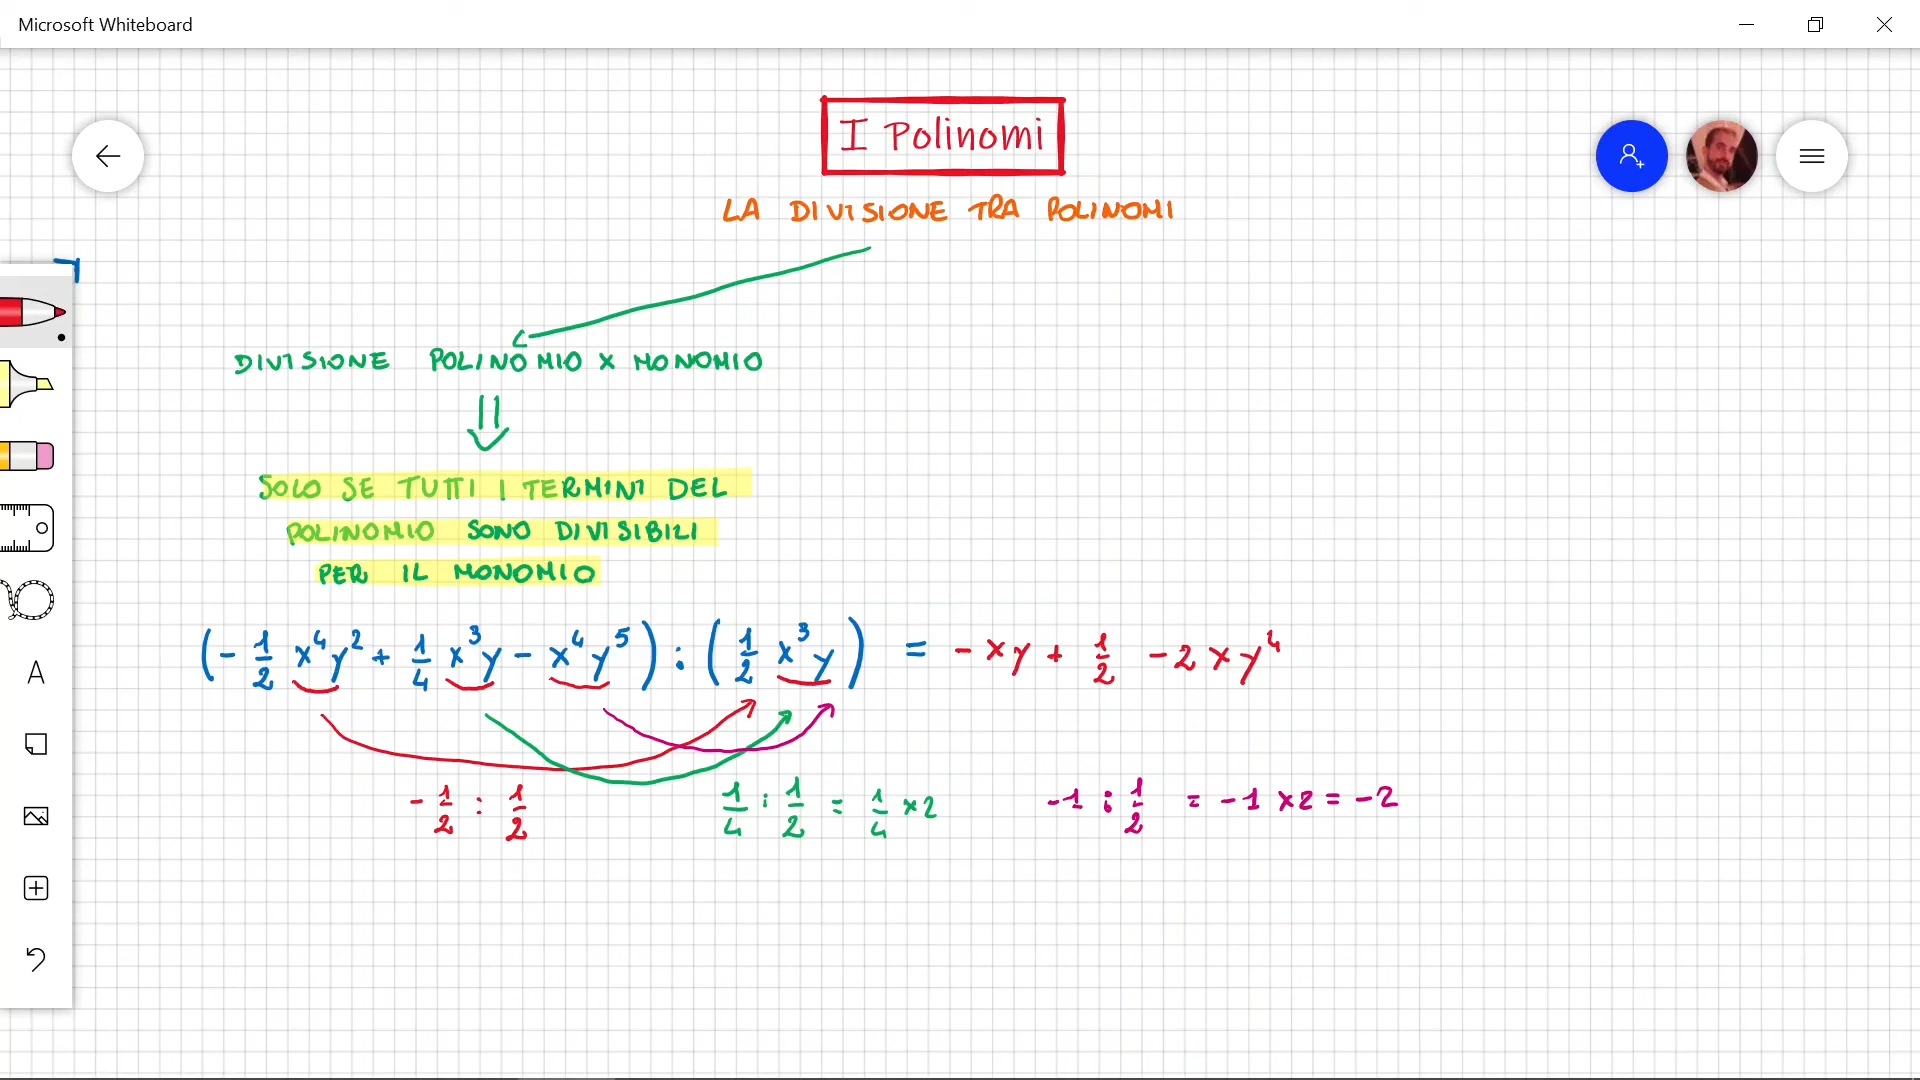 Microsoft Whiteboard
I Polinomi
LA DIVISIONE TRA POLINOMI
DIVISIONE POLINOMIO X MONOMIO
SOLO SE TUTTI I TERMINI DEL
POLINOMIO SONO DIVISIBILI
PER IL MONOMIO
(-1/2 x⁴y² + 1/4 x³y - x⁴y⁵) : (1/2 x³y) = -xy + 1/2 -2xy⁴
-1/2 : 1/2
1/4 : 1/2 = 1/4 x 2
-1 : 1/2 = -1 x 2 = -2
A